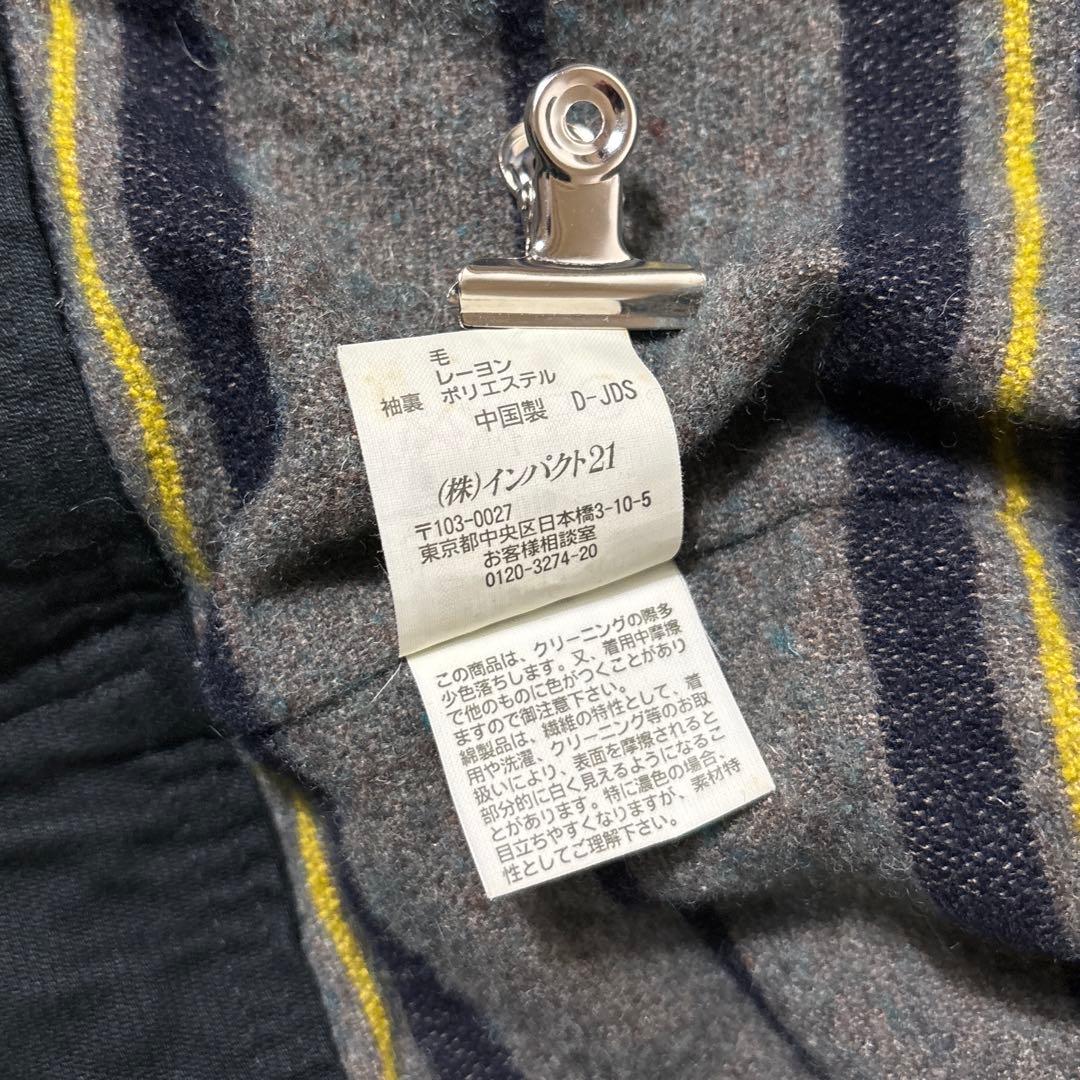 毛
レーヨン
袖裏 ポリエステル
中国製 D-JDS
(株)インパクト21
〒103-0027
東京都中央区日本橋3-10-5
お客様相談室
0120-3274-20
この商品は、クリーニングの際多
少色落ちします。又、着用中摩擦
で他のものに色がつくことがあり
ますので御注意下さい。
綿製品は、繊維の特性として、着
用や洗濯、クリーニング等のお取
扱いにより、表面を摩擦されると
部分的に白く見えるようになるこ
とがあります。特に濃色の場合、
目立ちやすくなりますが、素材特
性としてご理解下さい。